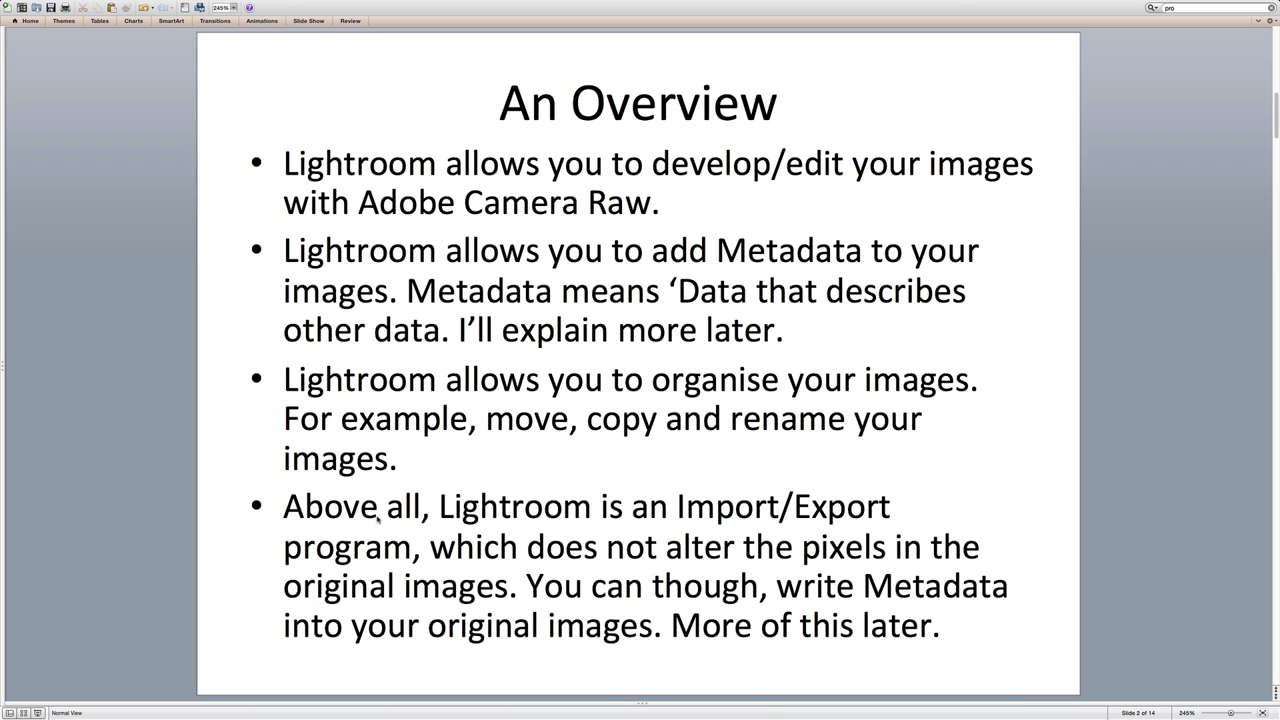 245%
pro
Home Themes Tables Charts SmartArt Transitions Animations Slide Show Review
An Overview
• Lightroom allows you to develop/edit your images
with Adobe Camera Raw.
• Lightroom allows you to add Metadata to your
images. Metadata means ‘Data that describes
other data. I’ll explain more later.
• Lightroom allows you to organise your images.
For example, move, copy and rename your
images.
• Above all, Lightroom is an Import/Export
program, which does not alter the pixels in the
original images. You can though, write Metadata
into your original images. More of this later.
Normal View
Slide 2 of 14
245%